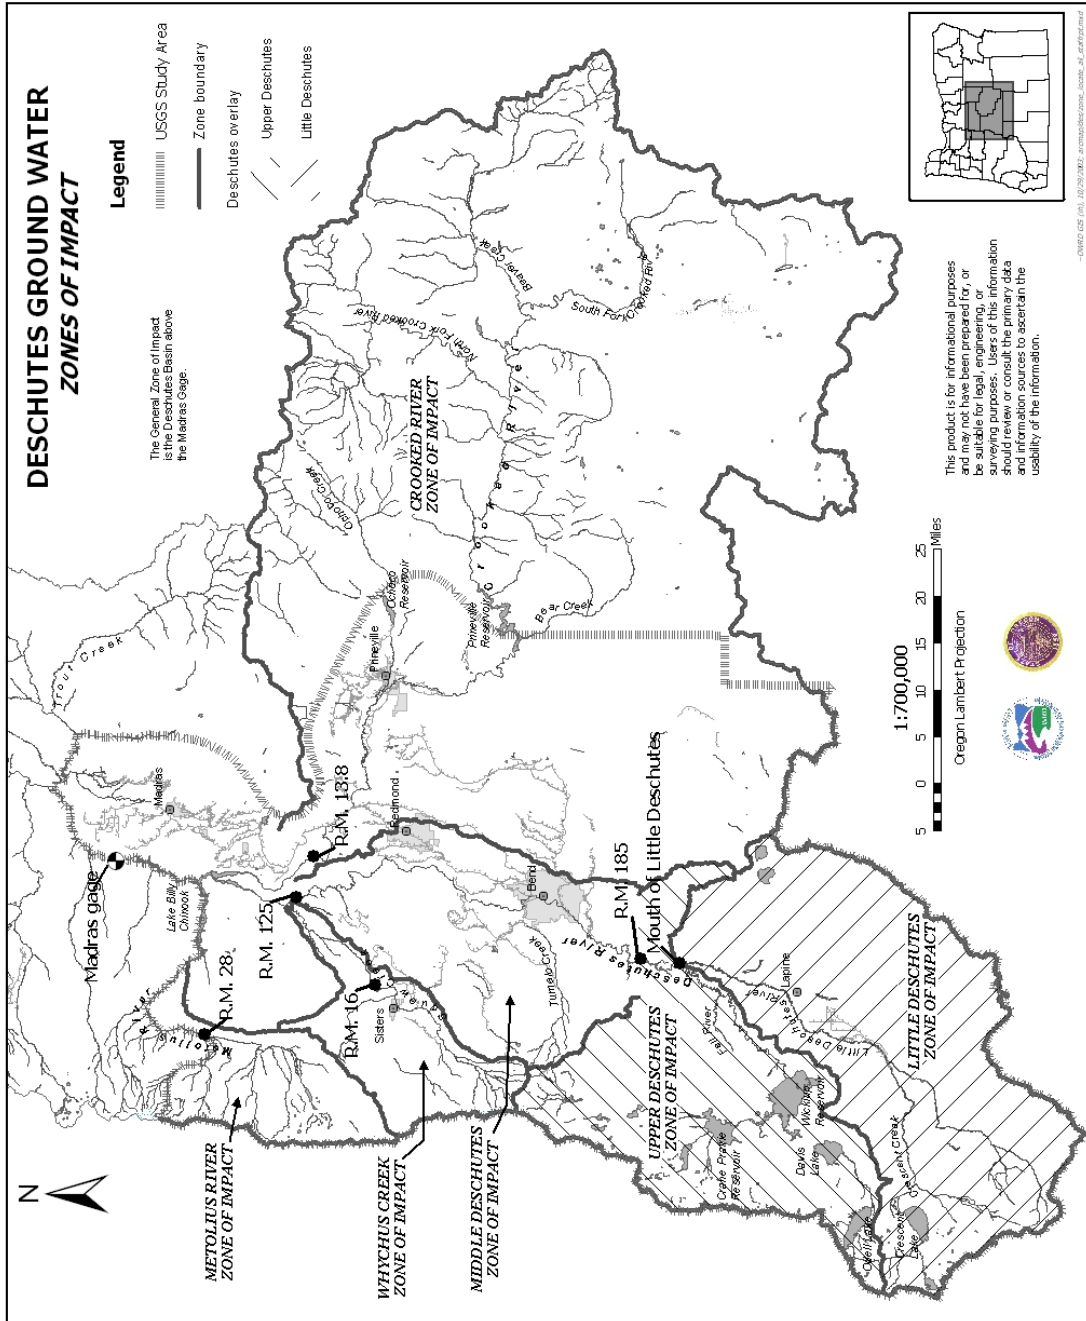 DESCHUTES GROUND WATER
ZONES OF IMPACT
The General Zone of Impact
is the Deschutes Basin above
the Madras Gage.
Legend
USGS Study Area
Zone boundary
Deschutes overlay
Upper Deschutes
Little Deschutes
N
METOLIUS RIVER
ZONE OF IMPACT
WHYCHUS CREEK
ZONE OF IMPACT
MIDDLE DESCHUTES
ZONE OF IMPACT
UPPER DESCHUTES
ZONE OF IMPACT
LITTLE DESCHUTES
ZONE OF IMPACT
CROOKED RIVER
ZONE OF IMPACT
Madras gage
Madras
Trout Creek
Lake Billy
Chinook
Metolius River
R.M. 28
R.M. 125
R.M. 13.8
R.M. 16
Sisters
Redmond
Prineville
Ochoco
Reservoir
Ochoco Creek
Prineville
Reservoir
Crooked River
Bear Creek
North Fork Crooked River
Beaver Creek
South Fork Crooked River
Bend
Tumalo Creek
Deschutes River
R.M. 185
Mouth of Little Deschutes
Fall River
Lapine
Little Deschutes River
Crane Prairie
Reservoir
Wickiup
Reservoir
Davis
Lake
Odell Lake
Crescent
Lake
Crescent Creek
1:700,000
5 0 5 10 15 20 25
Miles
Oregon Lambert Projection
This product is for informational purposes
and may not have been prepared for, or
be suitable for legal, engineering, or
surveying purposes. Users of this information
should review or consult the primary data
and information sources to ascertain the
usability of the information.